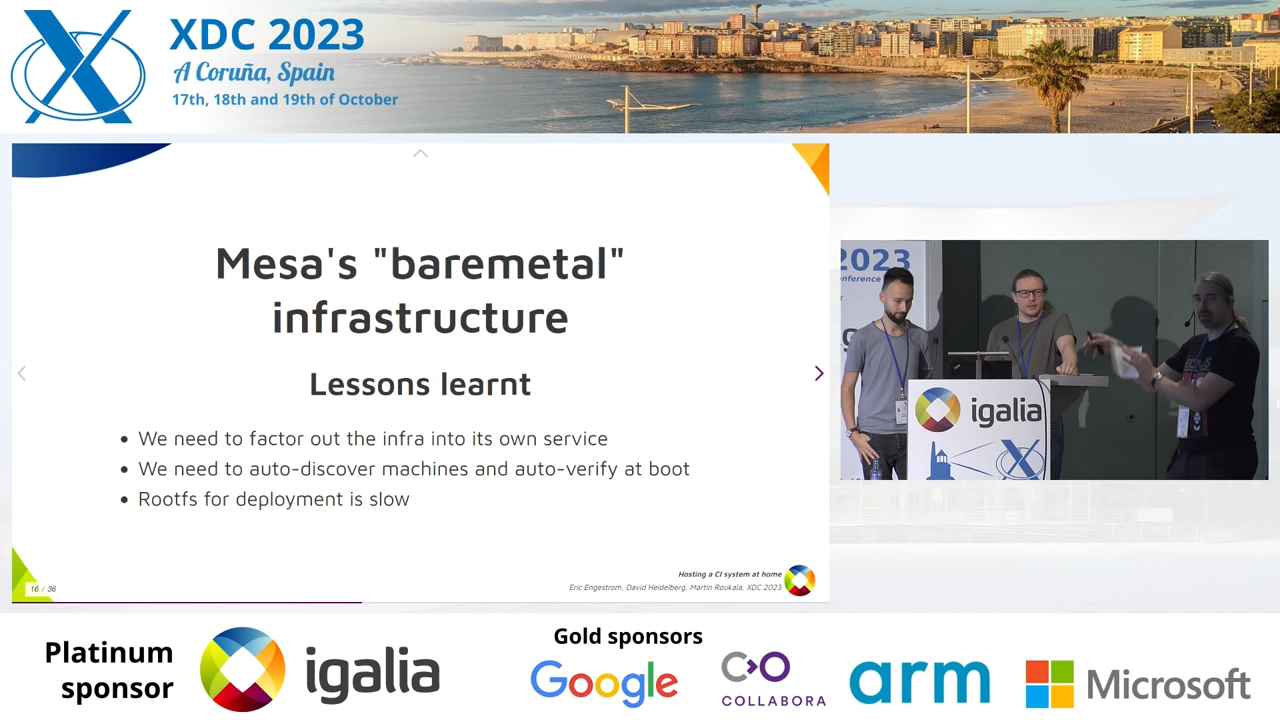 XDC 2023
A Coruña, Spain
17th, 18th and 19th of October
Mesa's "baremetal"
infrastructure
Lessons learnt
We need to factor out the infra into its own service
We need to auto-discover machines and auto-verify at boot
Rootfs for deployment is slow
16 / 36
Hosting a CI system at home
Eric Engestrom, David Heidelberg, Martin Roukala, XDC 2023
2023
nference
igalia
Platinum
sponsor
igalia
Gold sponsors
Google
COLLABORA
arm
Microsoft